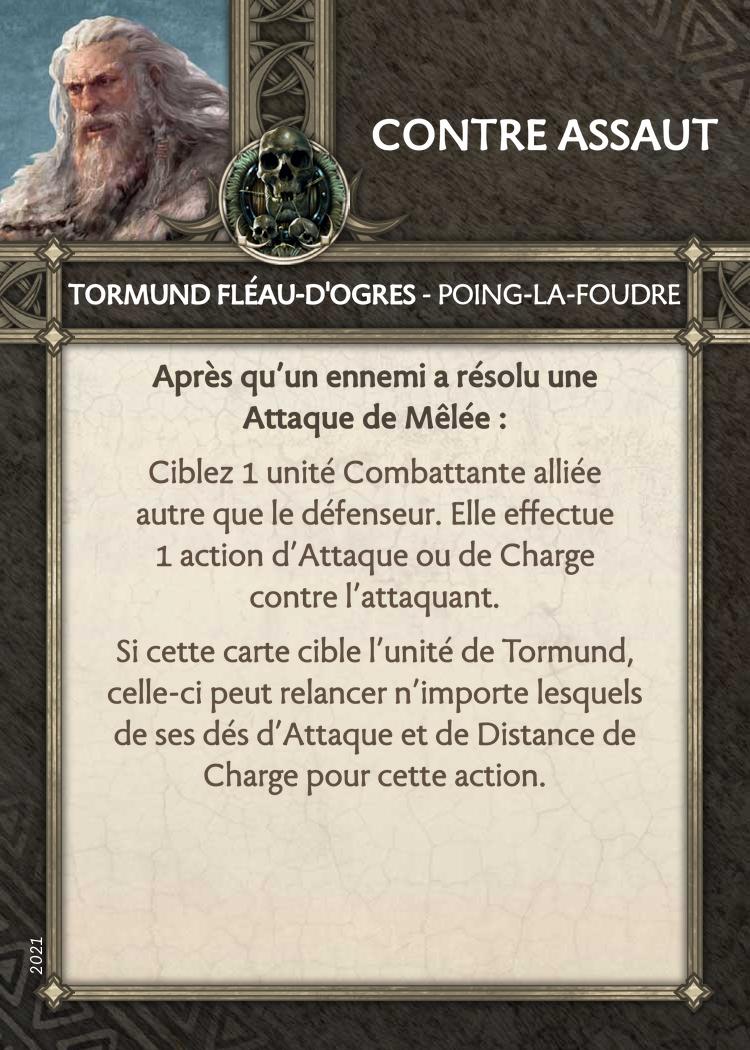 CONTRE ASSAUT
TORMUND FLÉAU-D'OGRES - POING-LA-FOUDRE
Après qu’un ennemi a résolu une
Attaque de Mêlée :
Ciblez 1 unité Combattante alliée
autre que le défenseur. Elle effectue
1 action d’Attaque ou de Charge
contre l’attaquant.
Si cette carte cible l’unité de Tormund,
celle-ci peut relancer n’importe lesquels
de ses dés d’Attaque et de Distance de
Charge pour cette action.
2021